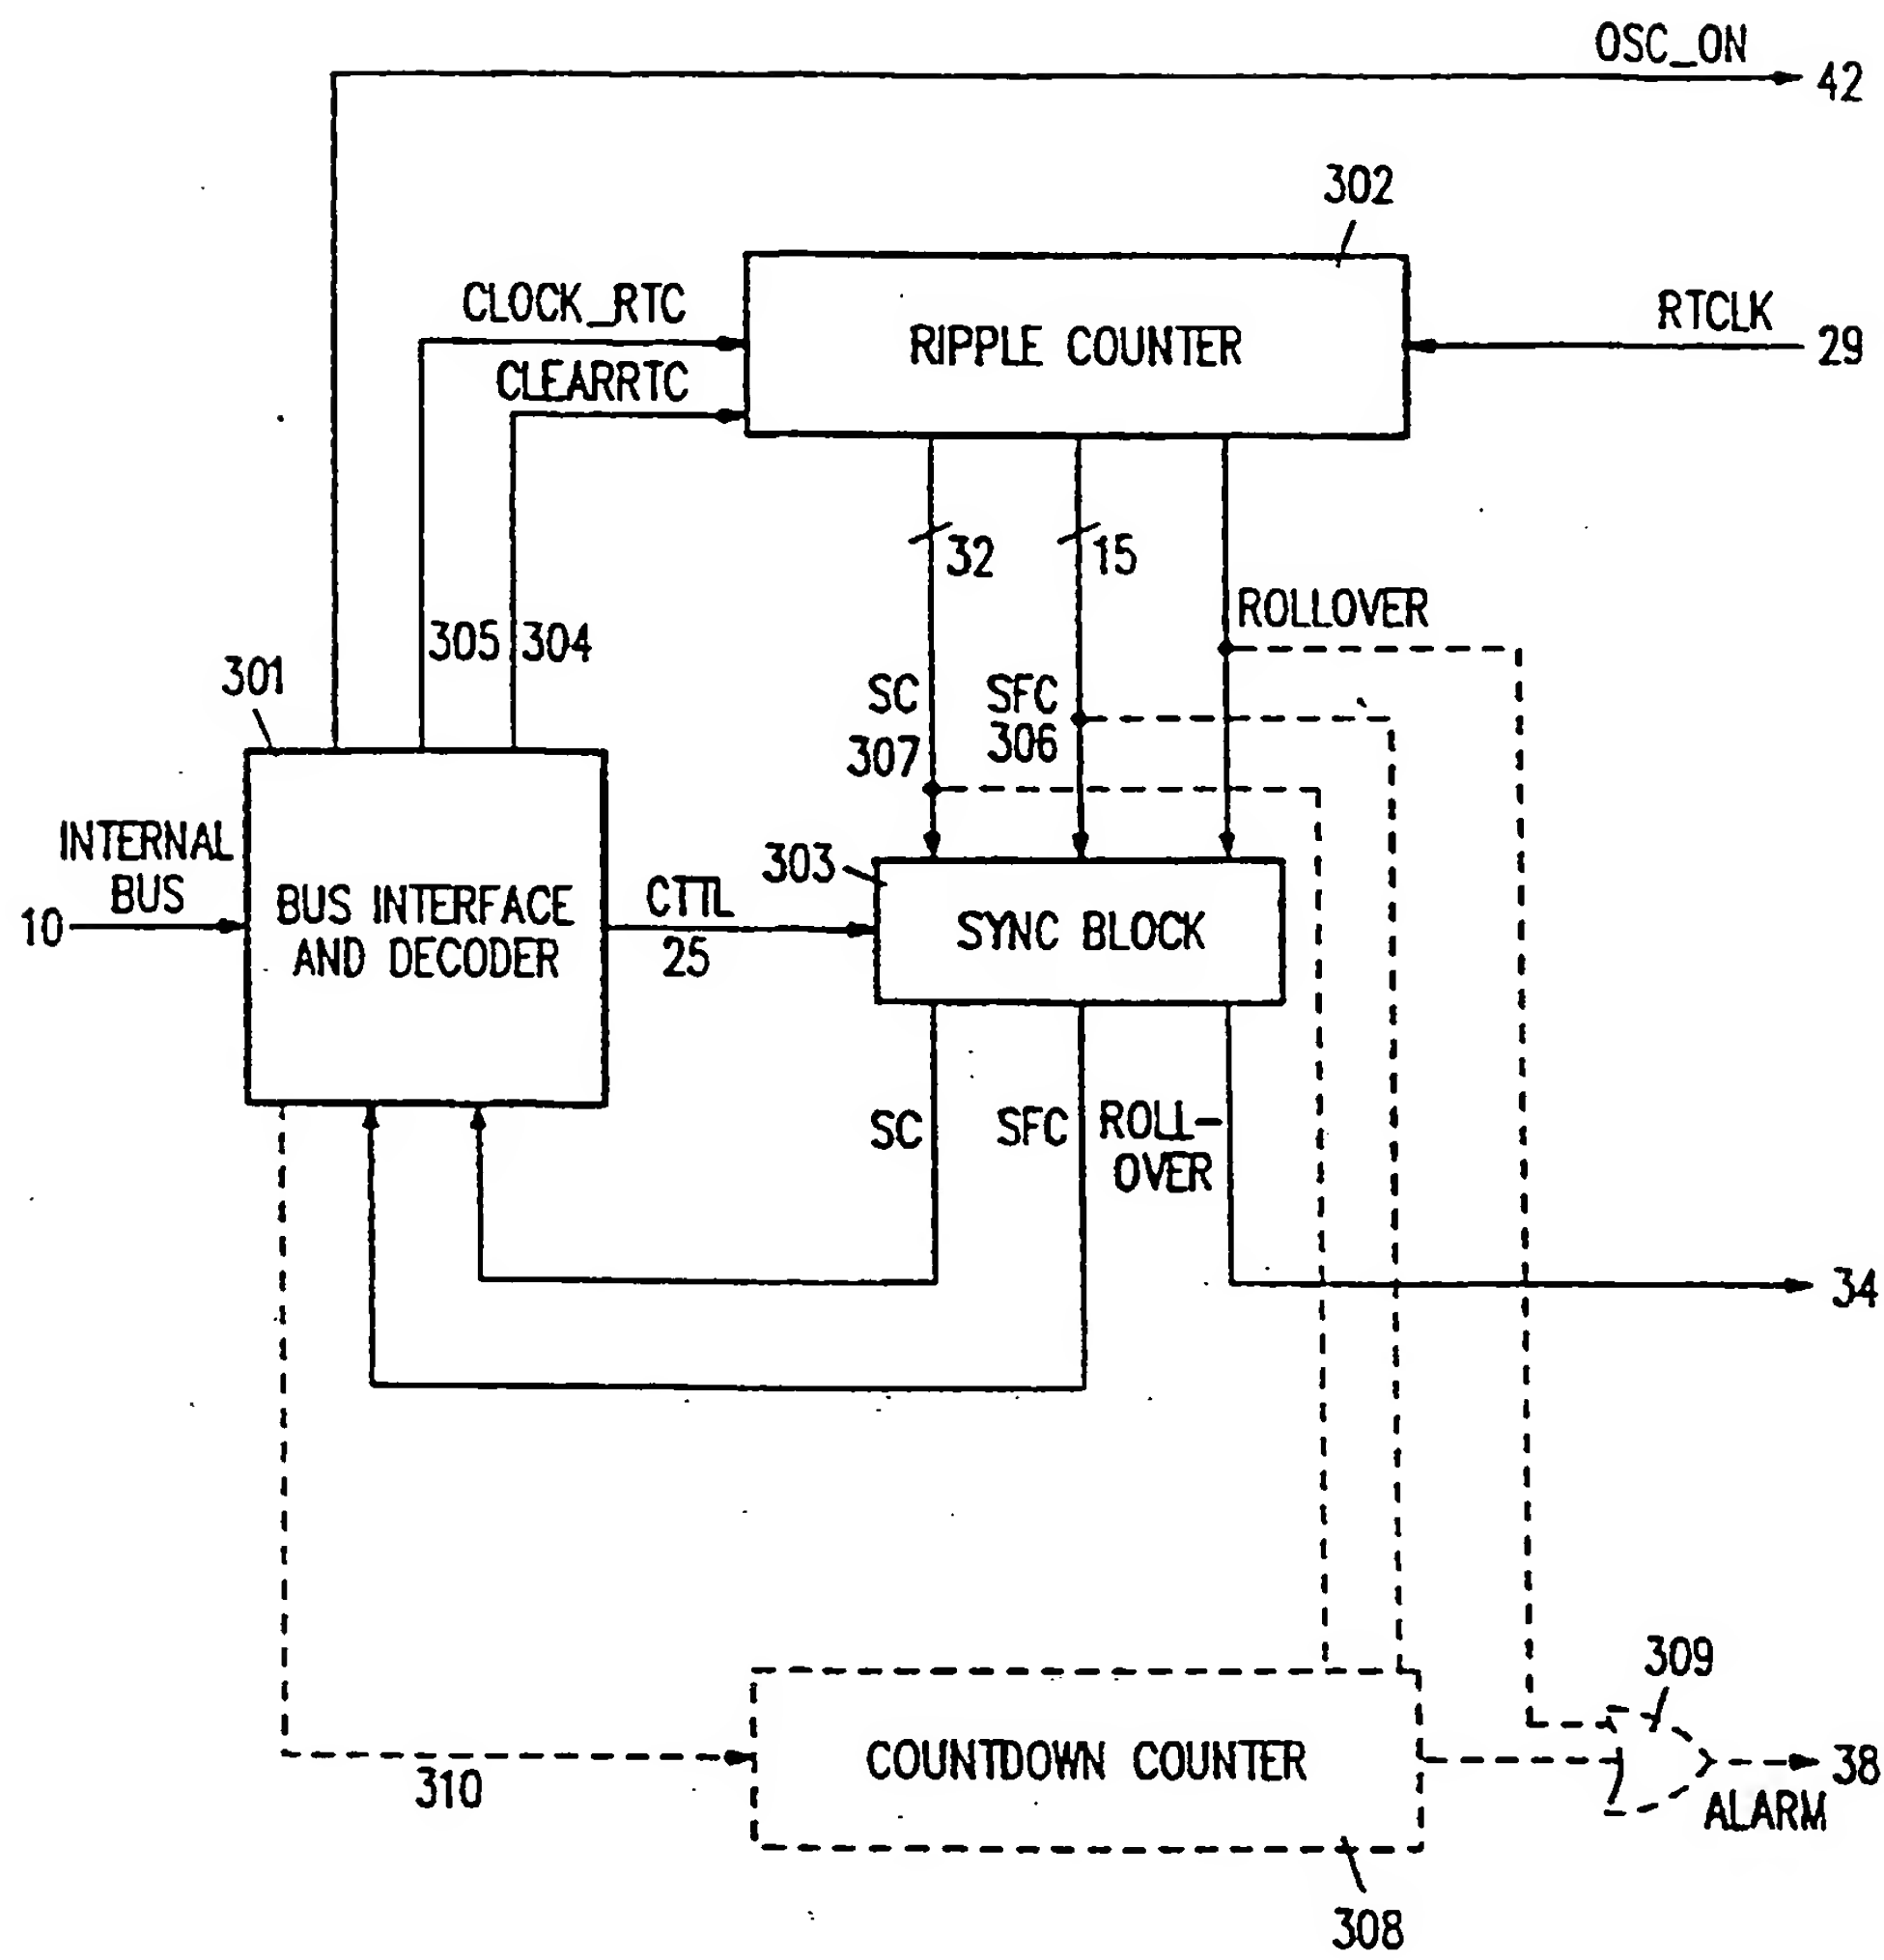 OSC_ON
42
302
CLOCK_RTC
RTCLK
RIPPLE COUNTER
29
CLEARRTC
32
15
ROLLOVER
305
304
301
SC
SFC
307
306
INTERNAL
BUS
303
CTTL
10
BUS INTERFACE
AND DECODER
SYNC BLOCK
25
SC
SFC
ROLL-
OVER
34
309
COUNTDOWN COUNTER
38
310
ALARM
308